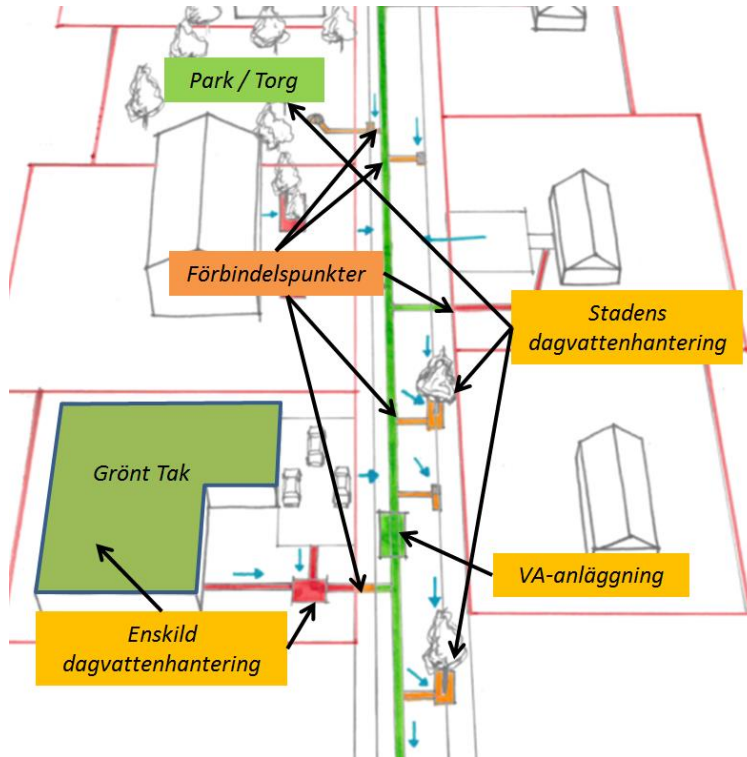 Park / Torg
Förbindelspunkter
Stadens
dagvattenhantering
Grönt Tak
VA-anläggning
Enskild
dagvattenhantering